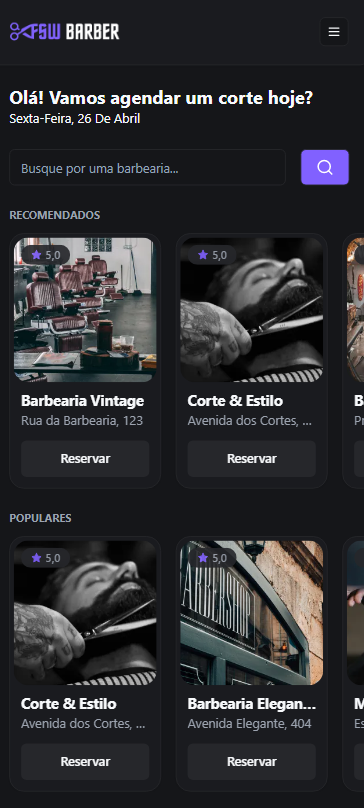 FSW BARBER
Olá! Vamos agendar um corte hoje?
Sexta-Feira, 26 De Abril
Busque por uma barbearia...
RECOMENDADOS
5,0
5,0
Barbearia Vintage
Corte & Estilo
B
Rua da Barbearia, 123
Avenida dos Cortes, ...
Reservar
Reservar
POPULARES
5,0
5,0
BARBERSHOP
Corte & Estilo
Barbearia Elegan...
M
Avenida dos Cortes, ...
Avenida Elegante, 404
Es
Reservar
Reservar